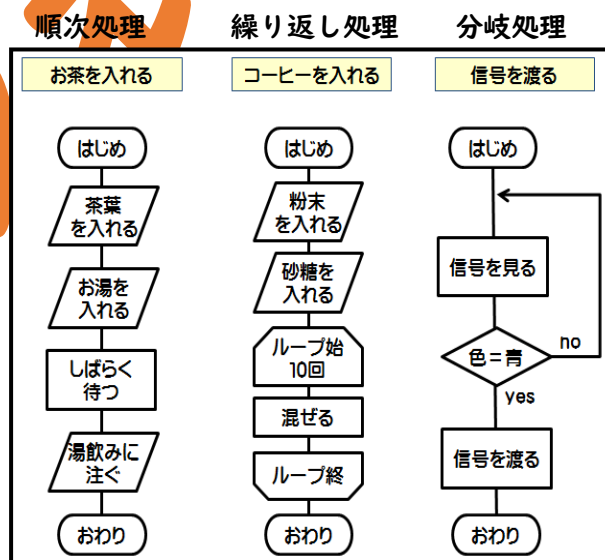 順次処理
繰り返し処理
分岐処理
お茶を入れる
はじめ
茶葉
を入れる
お湯を
入れる
しばらく
待つ
湯飲みに
注ぐ
おわり
コーヒーを入れる
はじめ
粉末
を入れる
砂糖を
入れる
ループ始
10回
混ぜる
ループ終
おわり
信号を渡る
はじめ
信号を見る
色=青
no
yes
信号を渡る
おわり